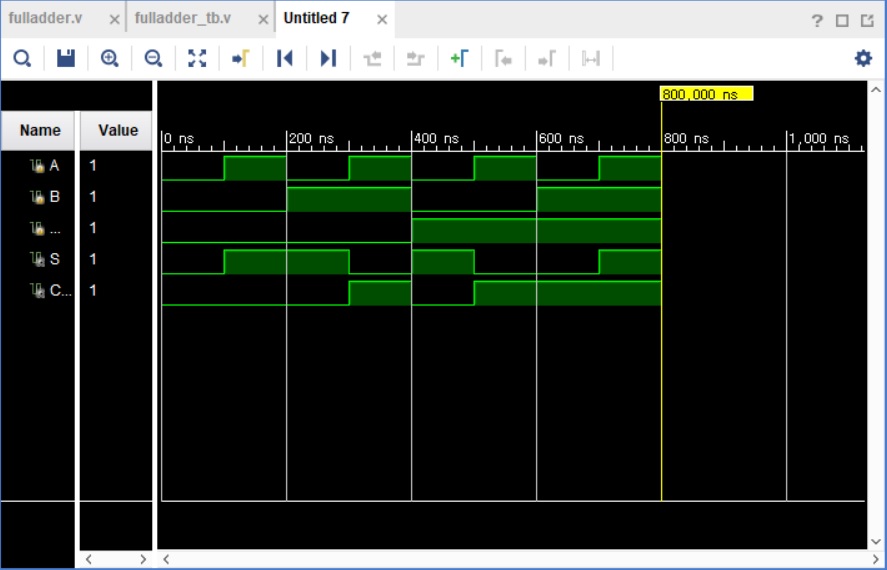 fulladder.v × fulladder_tb.v × Untitled 7 ×
?
800,000 ns
Name Value
0 ns 200 ns 400 ns 600 ns 800 ns 1,000 ns
A 1
B 1
... 1
S 1
C... 1